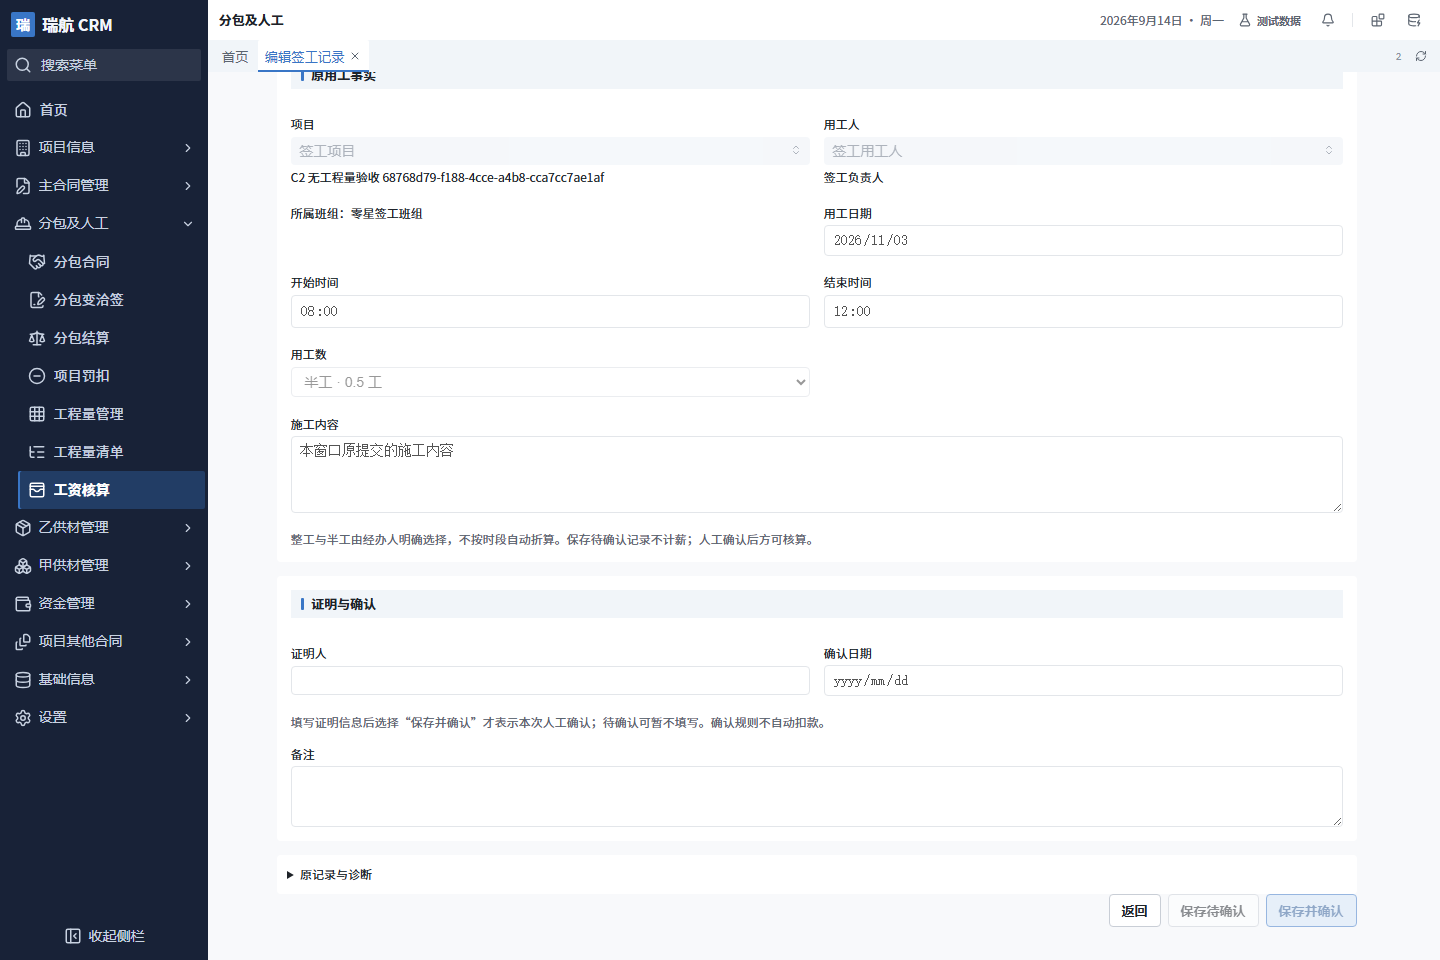 瑞 瑞航 CRM
搜索菜单
首页
项目信息
主合同管理
分包及人工
分包合同
分包变洽签
分包结算
项目罚扣
工程量管理
工程量清单
工资核算
乙供材管理
甲供材管理
资金管理
项目其他合同
基础信息
设置
收起侧栏
分包及人工
2026年9月14日 · 周一 测试数据
首页 编辑签工记录 × 2
原用工事实
项目 用工人
签工项目 签工用工人
C2 无工程量验收 68768d79-f188-4cce-a4b8-cca7cc7ae1af 签工负责人
所属班组：零星签工班组 用工日期
2026/11/03
开始时间 结束时间
08:00 12:00
用工数
半工 · 0.5 工
施工内容
本窗口原提交的施工内容
整工与半工由经办人明确选择，不按时段自动折算。保存待确认记录不计薪；人工确认后方可核算。
证明与确认
证明人 确认日期
yyyy/mm/dd
填写证明信息后选择“保存并确认”才表示本次人工确认；待确认可暂不填写。确认规则不自动扣款。
备注
原记录与诊断
返回 保存待确认 保存并确认